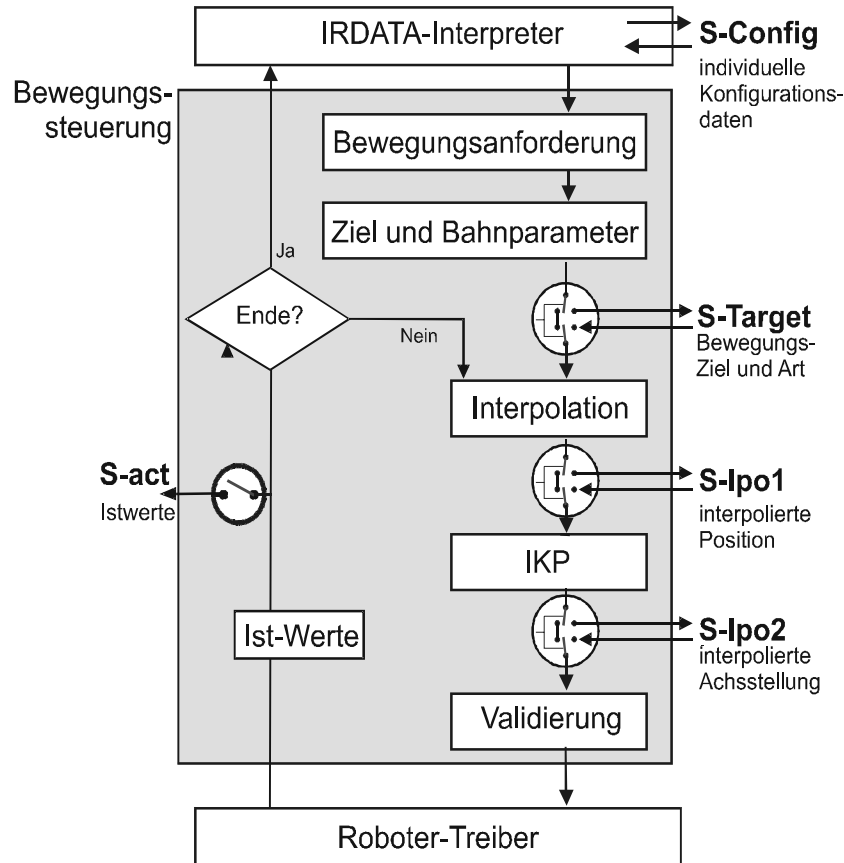 IRDATA-Interpreter
S-Config
individuelle
Konfigurations-
daten
Bewegungs-
steuerung
Bewegungsanforderung
Ziel und Bahnparameter
Ja
Ende?
Nein
S-Target
Bewegungs-
Ziel und Art
Interpolation
S-act
Istwerte
S-Ipo1
interpolierte
Position
IKP
Ist-Werte
S-Ipo2
interpolierte
Achsstellung
Validierung
Roboter-Treiber